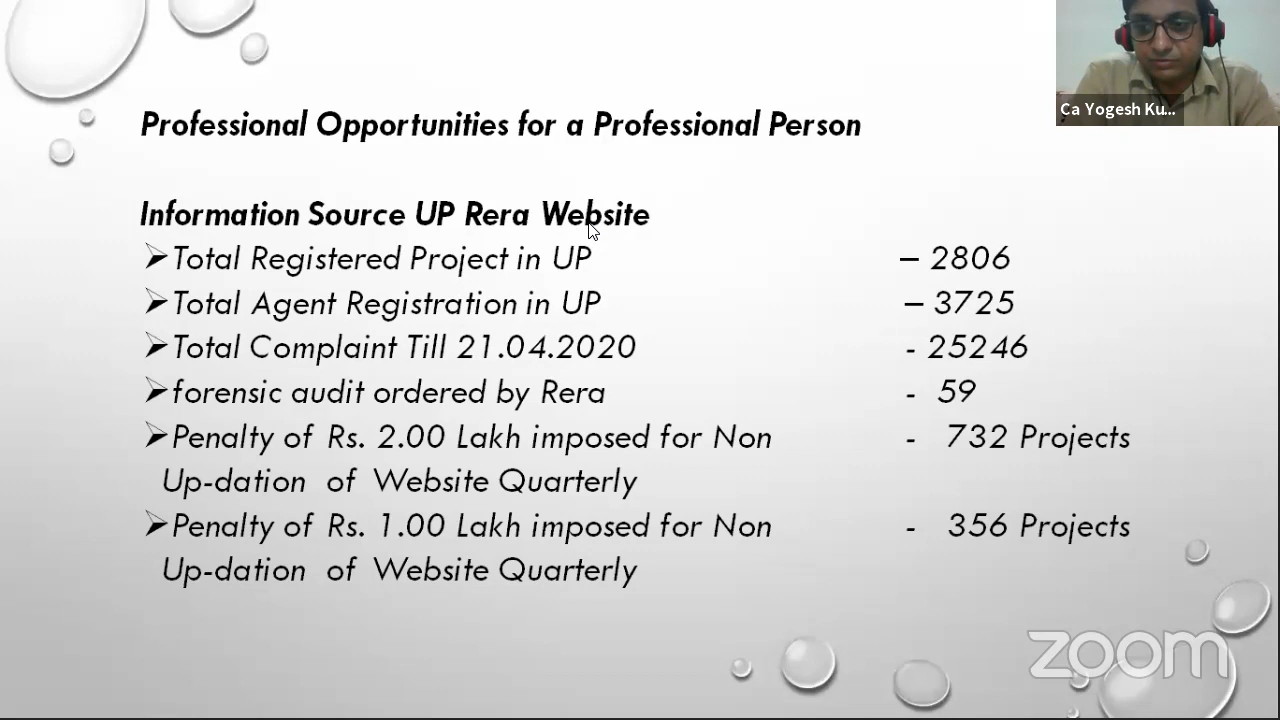 Ca Yogesh Ku...
Professional Opportunities for a Professional Person
Information Source UP Rera Website
➢Total Registered Project in UP – 2806
➢Total Agent Registration in UP – 3725
➢Total Complaint Till 21.04.2020 - 25246
➢forensic audit ordered by Rera - 59
➢Penalty of Rs. 2.00 Lakh imposed for Non - 732 Projects
Up-dation of Website Quarterly
➢Penalty of Rs. 1.00 Lakh imposed for Non - 356 Projects
Up-dation of Website Quarterly
zoom